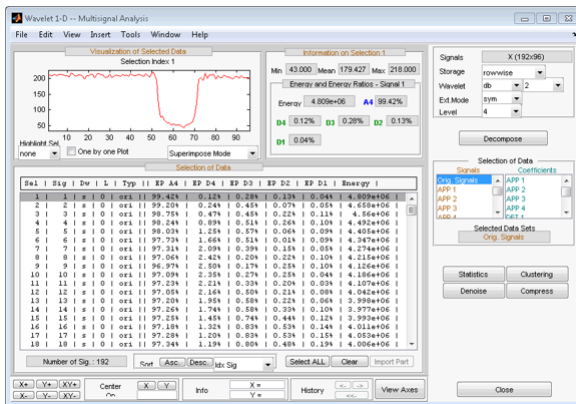 Wavelet 1-D -- Multisignal Analysis
File Edit View Insert Tools Window Help
Visualization of Selected Data
Selection Index 1
200
150
100
50
10 20 30 40 50 60 70 80 90
Highlight Sel
none
One by one Plot
Superimpose Mode
Information on Selection 1
Min 43.000 Mean 179.427 Max 218.000
Energy and Energy Ratios - Signal 1
Energy 4.809e+06 A4 99.42%
D4 0.12% D3 0.28% D2 0.13%
D1 0.04%
Selection of Data
Sel | Sig | Dw | L | Typ || EP A4 | EP D4 | EP D3 | EP D2 | EP D1 | Energy |
1 | 1 | s | 0 | ori || 99.42% | 0.12% | 0.28% | 0.13% | 0.04% | 4.809e+06 |
2 | 2 | s | 0 | ori || 99.20% | 0.24% | 0.47% | 0.07% | 0.05% | 4.658e+06 |
3 | 3 | s | 0 | ori || 98.75% | 0.47% | 0.45% | 0.22% | 0.11% | 4.56e+06 |
4 | 4 | s | 0 | ori || 98.24% | 0.89% | 0.51% | 0.26% | 0.10% | 4.492e+06 |
5 | 5 | s | 0 | ori || 98.03% | 1.25% | 0.57% | 0.06% | 0.09% | 4.405e+06 |
6 | 6 | s | 0 | ori || 97.73% | 1.66% | 0.51% | 0.01% | 0.09% | 4.347e+06 |
7 | 7 | s | 0 | ori || 97.31% | 2.09% | 0.39% | 0.15% | 0.05% | 4.274e+06 |
8 | 8 | s | 0 | ori || 97.06% | 2.42% | 0.20% | 0.22% | 0.10% | 4.215e+06 |
9 | 9 | s | 0 | ori || 96.97% | 2.50% | 0.17% | 0.25% | 0.10% | 4.126e+06 |
10 | 10 | s | 0 | ori || 97.09% | 2.35% | 0.27% | 0.25% | 0.04% | 4.186e+06 |
11 | 11 | s | 0 | ori || 97.23% | 2.21% | 0.33% | 0.20% | 0.03% | 4.107e+06 |
12 | 12 | s | 0 | ori || 97.05% | 2.16% | 0.50% | 0.21% | 0.08% | 4.042e+06 |
13 | 13 | s | 0 | ori || 97.20% | 1.95% | 0.58% | 0.22% | 0.06% | 3.998e+06 |
14 | 14 | s | 0 | ori || 97.26% | 1.74% | 0.58% | 0.33% | 0.10% | 3.977e+06 |
15 | 15 | s | 0 | ori || 97.25% | 1.45% | 0.74% | 0.44% | 0.12% | 3.993e+06 |
16 | 16 | s | 0 | ori || 97.18% | 1.32% | 0.83% | 0.53% | 0.14% | 4.011e+06 |
17 | 17 | s | 0 | ori || 97.28% | 1.20% | 0.83% | 0.53% | 0.15% | 4.053e+06 |
18 | 18 | s | 0 | ori || 97.34% | 1.19% | 0.80% | 0.48% | 0.19% | 4.006e+06 |
Number of Sig. : 192
Sort Asc. Desc. Idx Sig
Select ALL Clear Import Part
Signals X (192x96)
Storage rowwise
Wavelet db 2
Ext.Mode sym
Level 4
Decompose
Selection of Data
Signals Coefficients
Orig. Signals APP 1
APP 1 APP 2
APP 2 APP 3
APP 3 APP 4
Selected Data Sets
Orig. Signals
Statistics Clustering
Denoise Compress
X+ Y+ XY+
X- Y- XY-
Center
On
X Y
Info
X =
Y =
History
<- ->
<<-
View Axes
Close